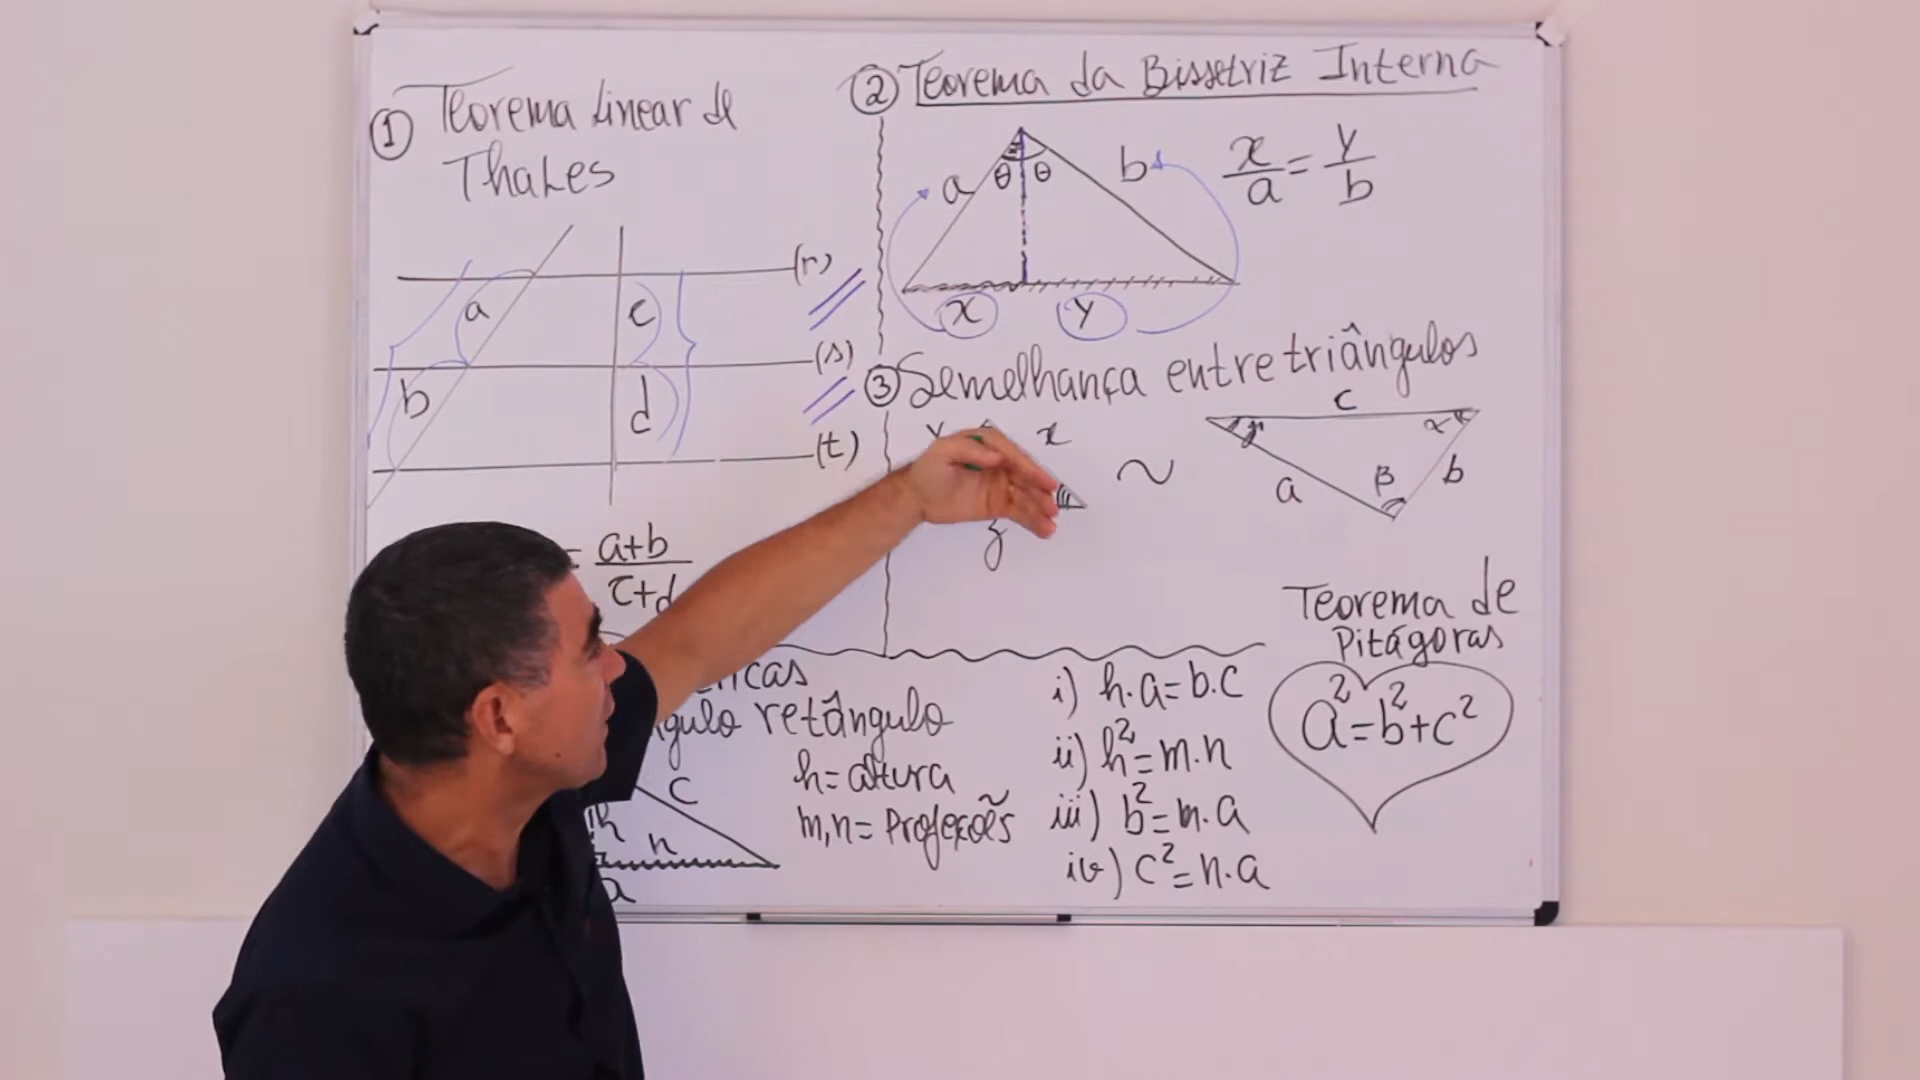 ① Teorema Linear de
Thales
a
c
(r)
b
d
(s)
(t)
= a+b
c+d
② Teorema da Bissetriz Interna
a θ θ b
x y
x/a = y/b
③ Semelhança entre triângulos
x
z
~
c
γ α
a β b
ngulo retângulo
h = altura
m,n = Projeções
c
h n
a
i) h.a = b.c
ii) h² = m.n
iii) b² = m.a
iv) c² = n.a
Teorema de
Pitágoras
a² = b² + c²